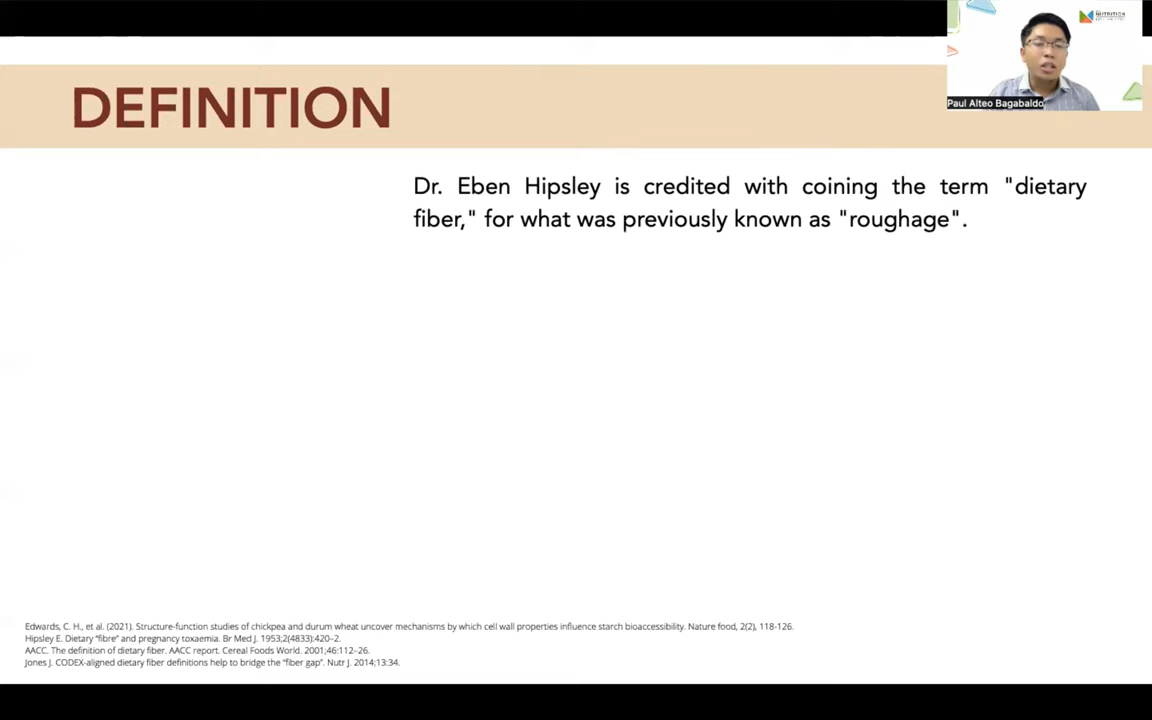 NUTRITION
Paul Alteo Bagabaldo
DEFINITION
Dr. Eben Hipsley is credited with coining the term "dietary
fiber," for what was previously known as "roughage".
Edwards, C. H., et al. (2021). Structure-function studies of chickpea and durum wheat uncover mechanisms by which cell wall properties influence starch bioaccessibility. Nature food, 2(2), 118-126.
Hipsley E. Dietary “fibre” and pregnancy toxaemia. Br Med J. 1953;2(4833):420–2.
AACC. The definition of dietary fiber. AACC report. Cereal Foods World. 2001;46:112–26.
Jones J. CODEX-aligned dietary fiber definitions help to bridge the “fiber gap”. Nutr J. 2014;13:34.